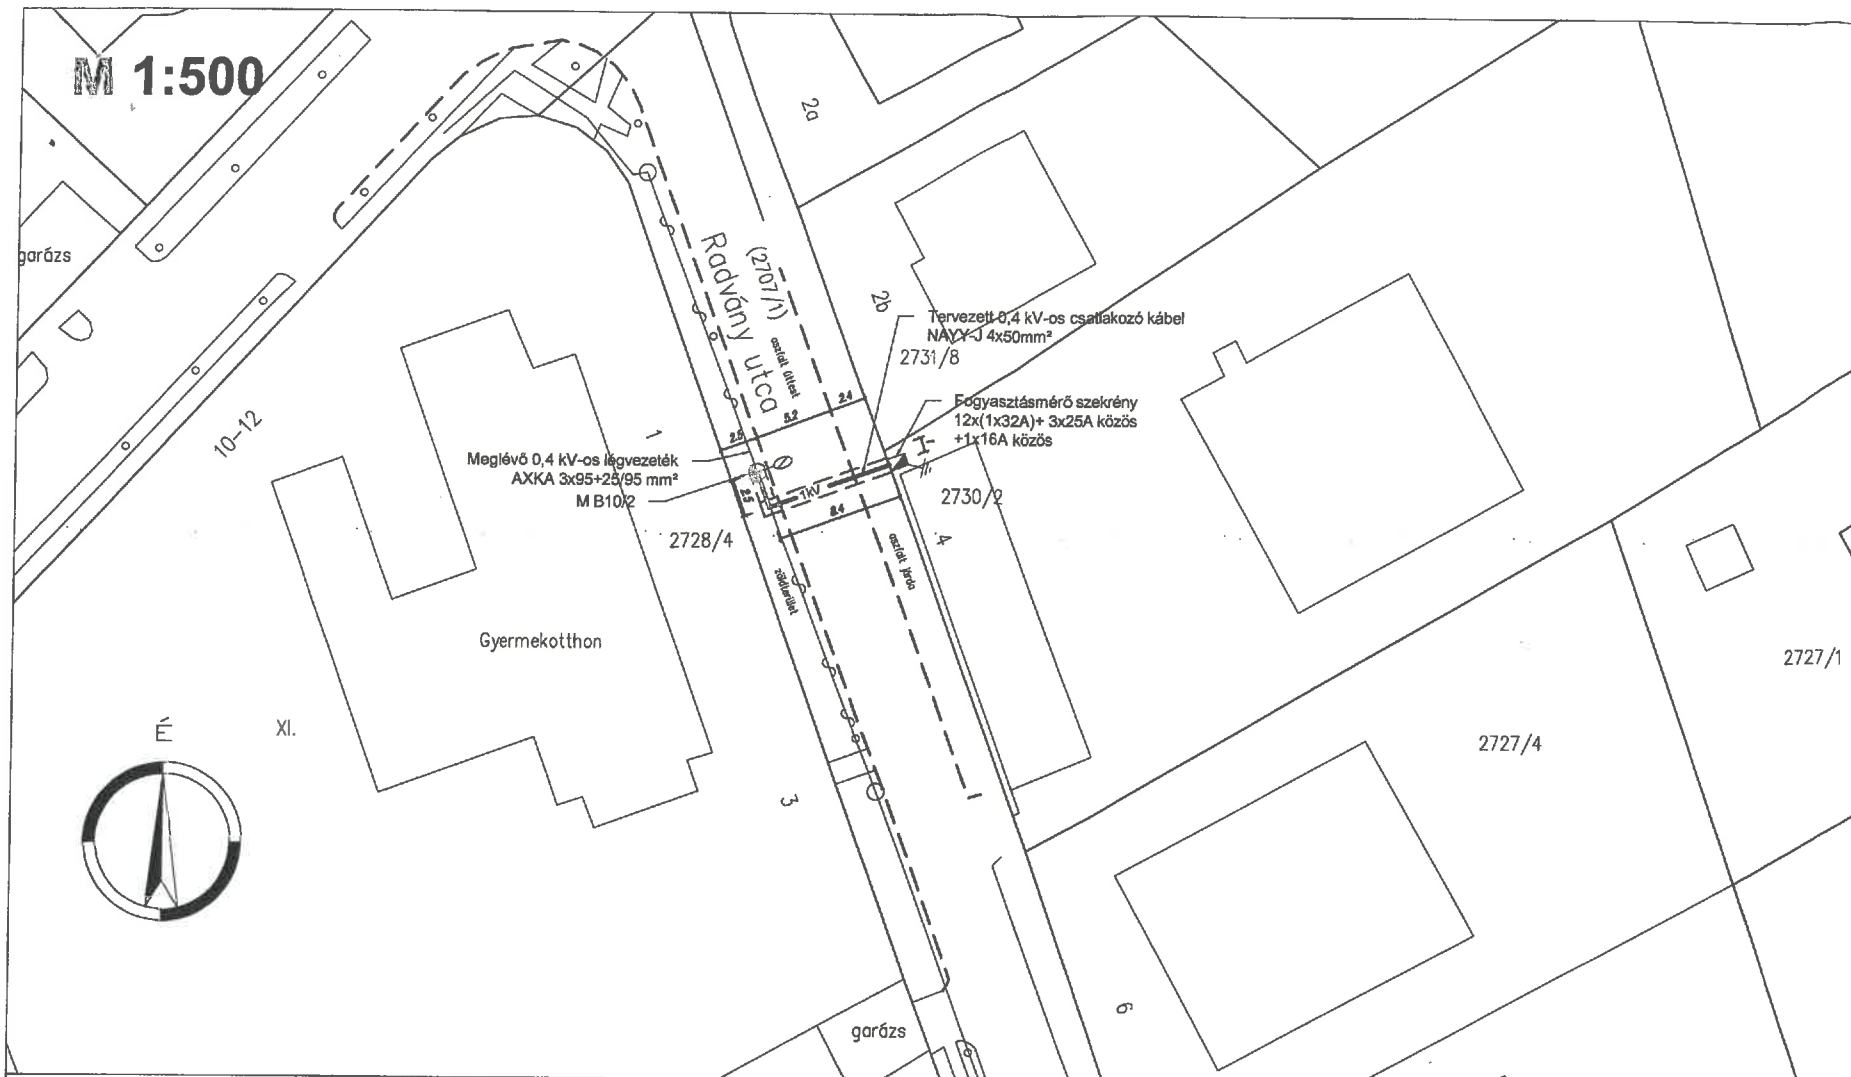 M 1:500
2a
garázs
Radvány utca
(2707/1)
2b
Tervezett 0,4 kV-os csatlakozó kábel
NAYY-J 4x50mm²
2731/8
aszfalt úttest
Fogyasztásmérő szekrény
12x(1x32A)+ 3x25A közös
+1x16A közös
10-12
1
2.5
5.2
2.4
Meglévő 0,4 kV-os légvezeték
AXKA 3x95+25/95 mm²
M B10/2
2.5
1kV
8.4
2730/2
2728/4
4
aszfalt járda
zöldterület
Gyermekotthon
2727/1
É
XI.
2727/4
3
6
garázs